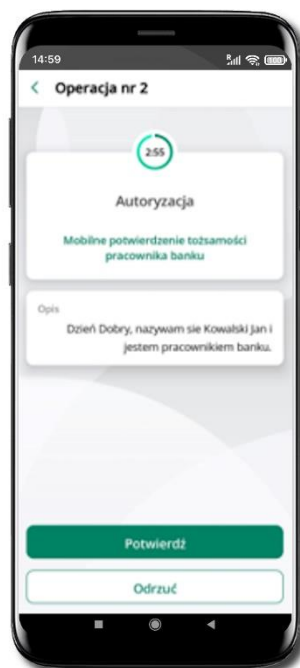 14:59
Operacja nr 2
2:55
Autoryzacja
Mobilne potwierdzenie tożsamości
pracownika banku
Opis
Dzień Dobry, nazywam sie Kowalski Jan i
jestem pracownikiem banku.
Potwierdź
Odrzuć